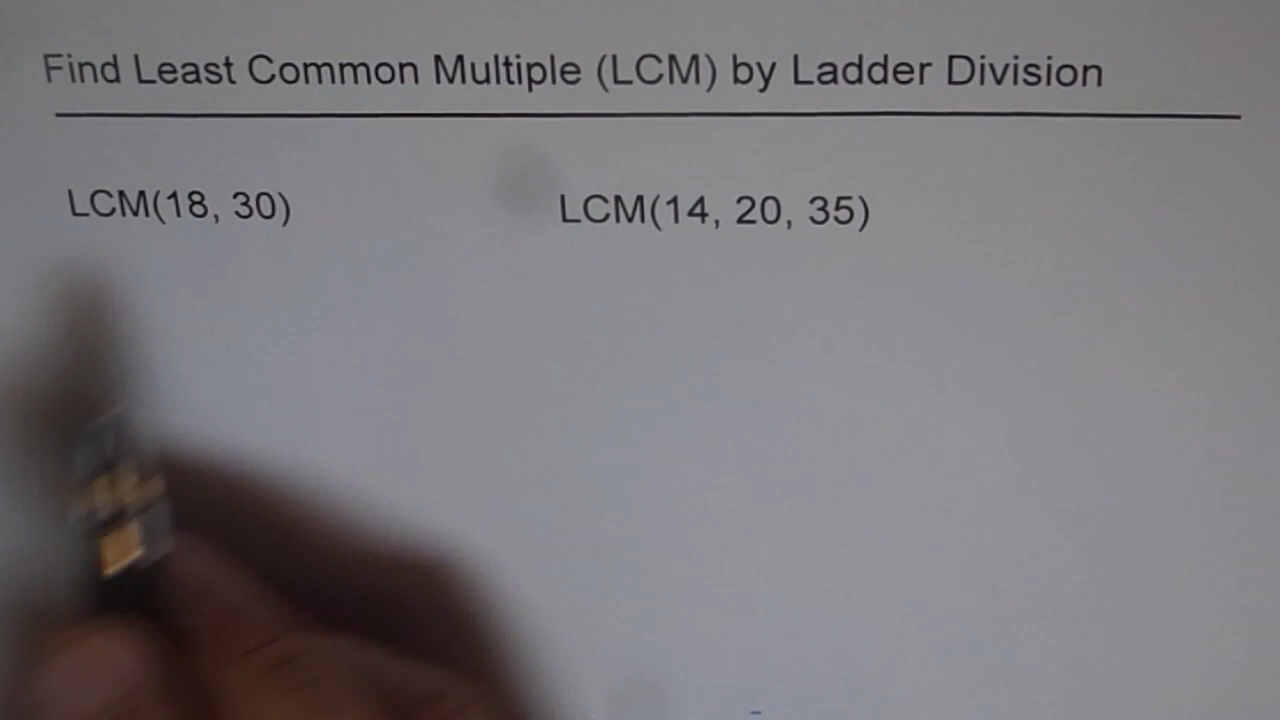 Find Least Common Multiple (LCM) by Ladder Division
LCM(18, 30)
LCM(14, 20, 35)